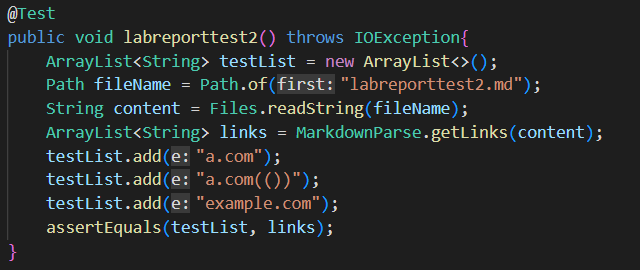 @Test
public void labreporttest2() throws IOException{
    ArrayList<String> testList = new ArrayList<>();
    Path fileName = Path.of(first: "labreporttest2.md");
    String content = Files.readString(fileName);
    ArrayList<String> links = MarkdownParse.getLinks(content);
    testList.add(e: "a.com");
    testList.add(e: "a.com(())");
    testList.add(e: "example.com");
    assertEquals(testList, links);
}